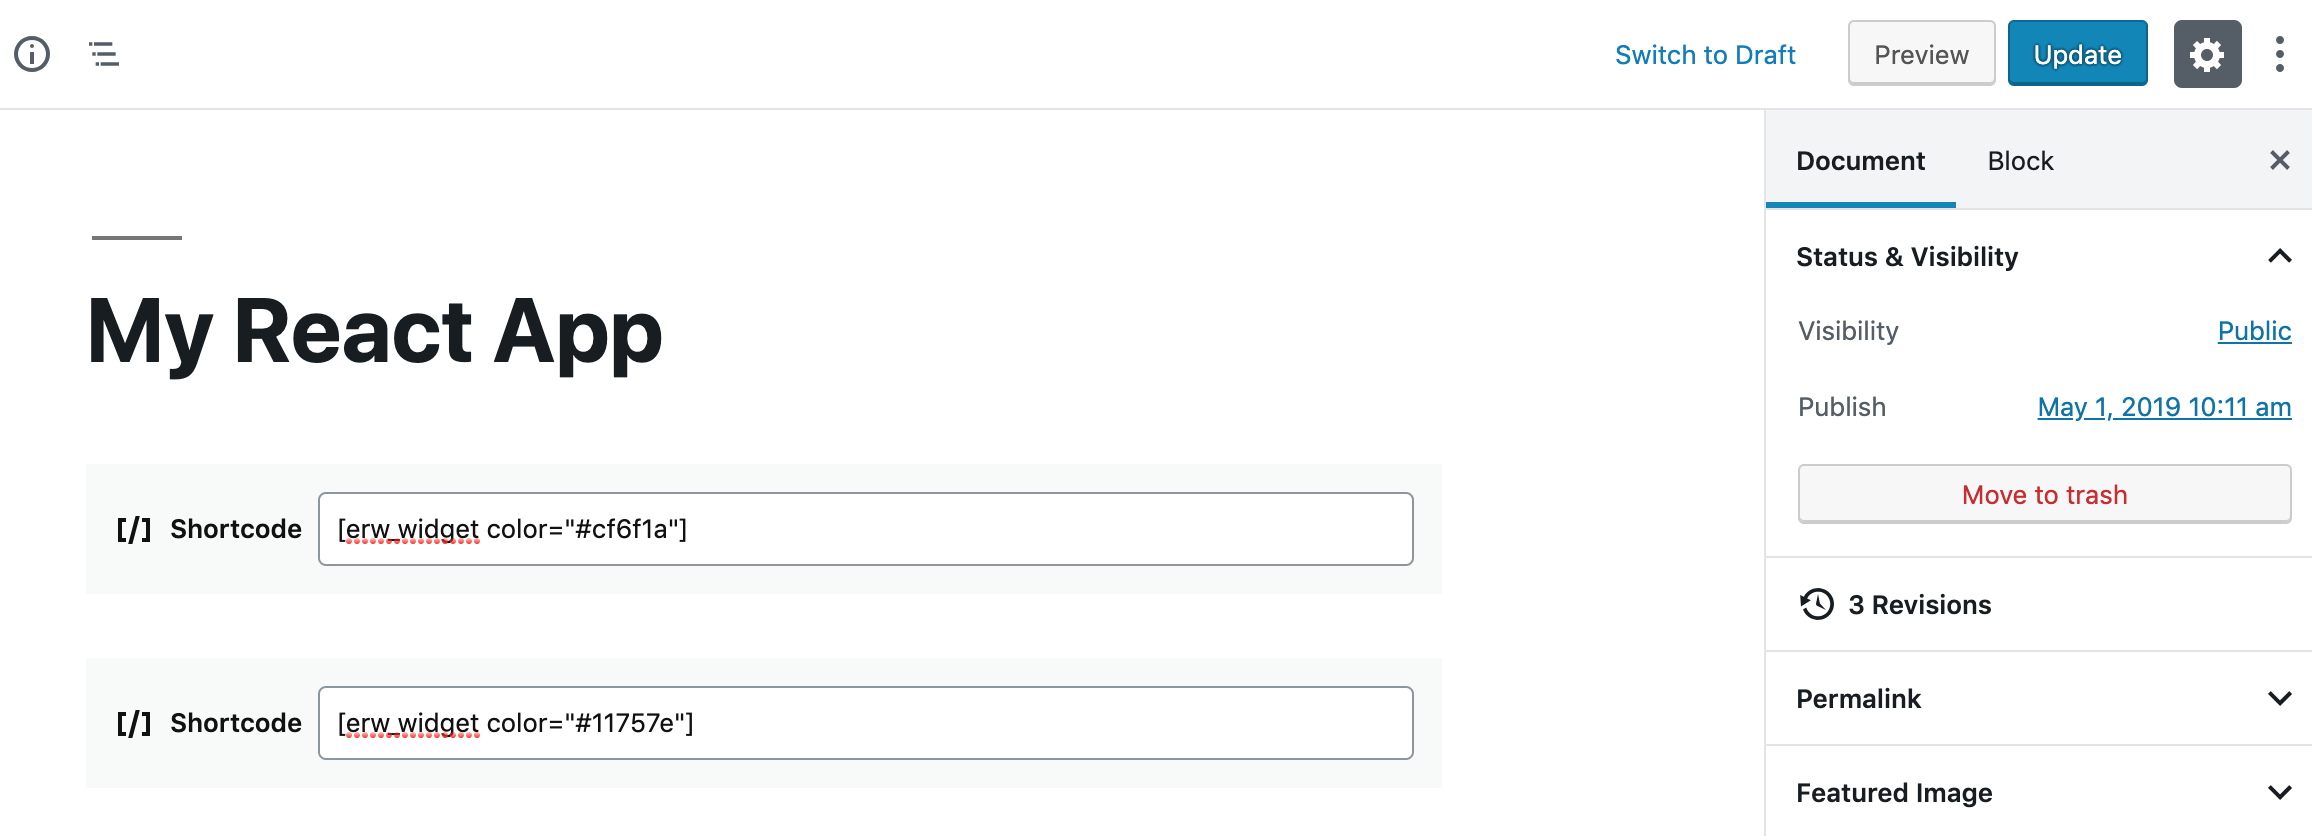 Switch to Draft Preview Update
Document Block
My React App
[/] Shortcode [erw_widget color="#cf6f1a"]
[/] Shortcode [erw_widget color="#11757e"]
Status & Visibility
Visibility Public
Publish May 1, 2019 10:11 am
Move to trash
3 Revisions
Permalink
Featured Image